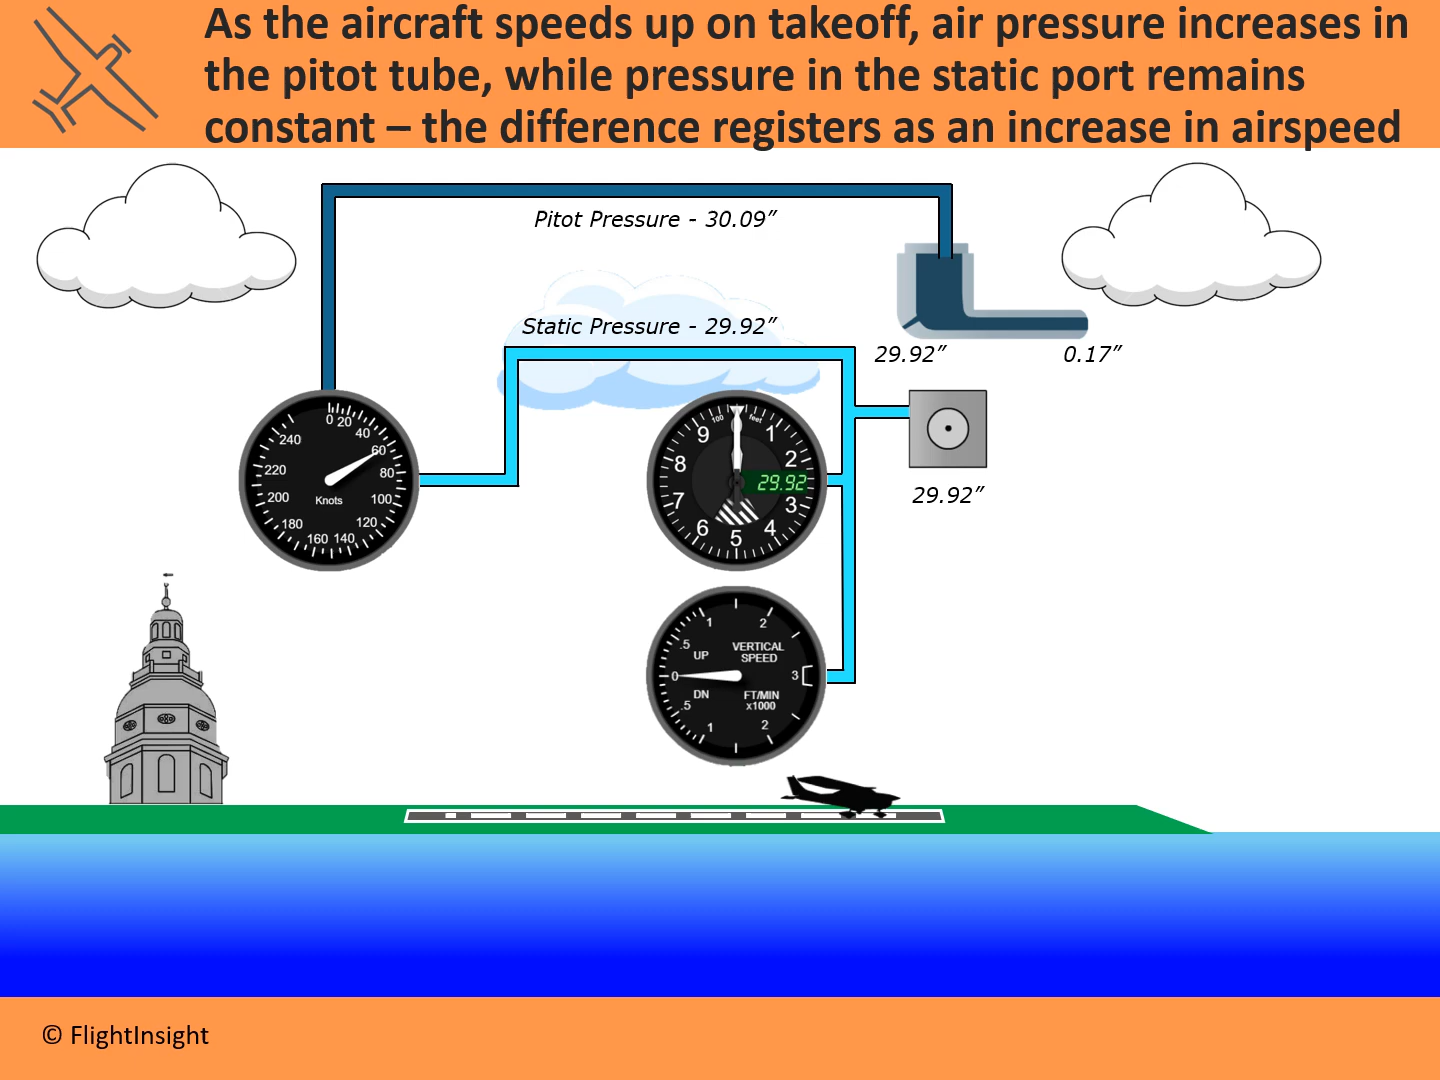 As the aircraft speeds up on takeoff, air pressure increases in
the pitot tube, while pressure in the static port remains
constant – the difference registers as an increase in airspeed
Pitot Pressure - 30.09”
Static Pressure - 29.92”
29.92”
0.17”
29.92”
0
20
40
60
80
100
120
140
160
180
200
220
240
Knots
100
feet
1
2
3
4
5
6
7
8
9
29.92
1
2
.5
UP
VERTICAL
SPEED
0
3
DN
FT/MIN
x1000
.5
1
2
© FlightInsight